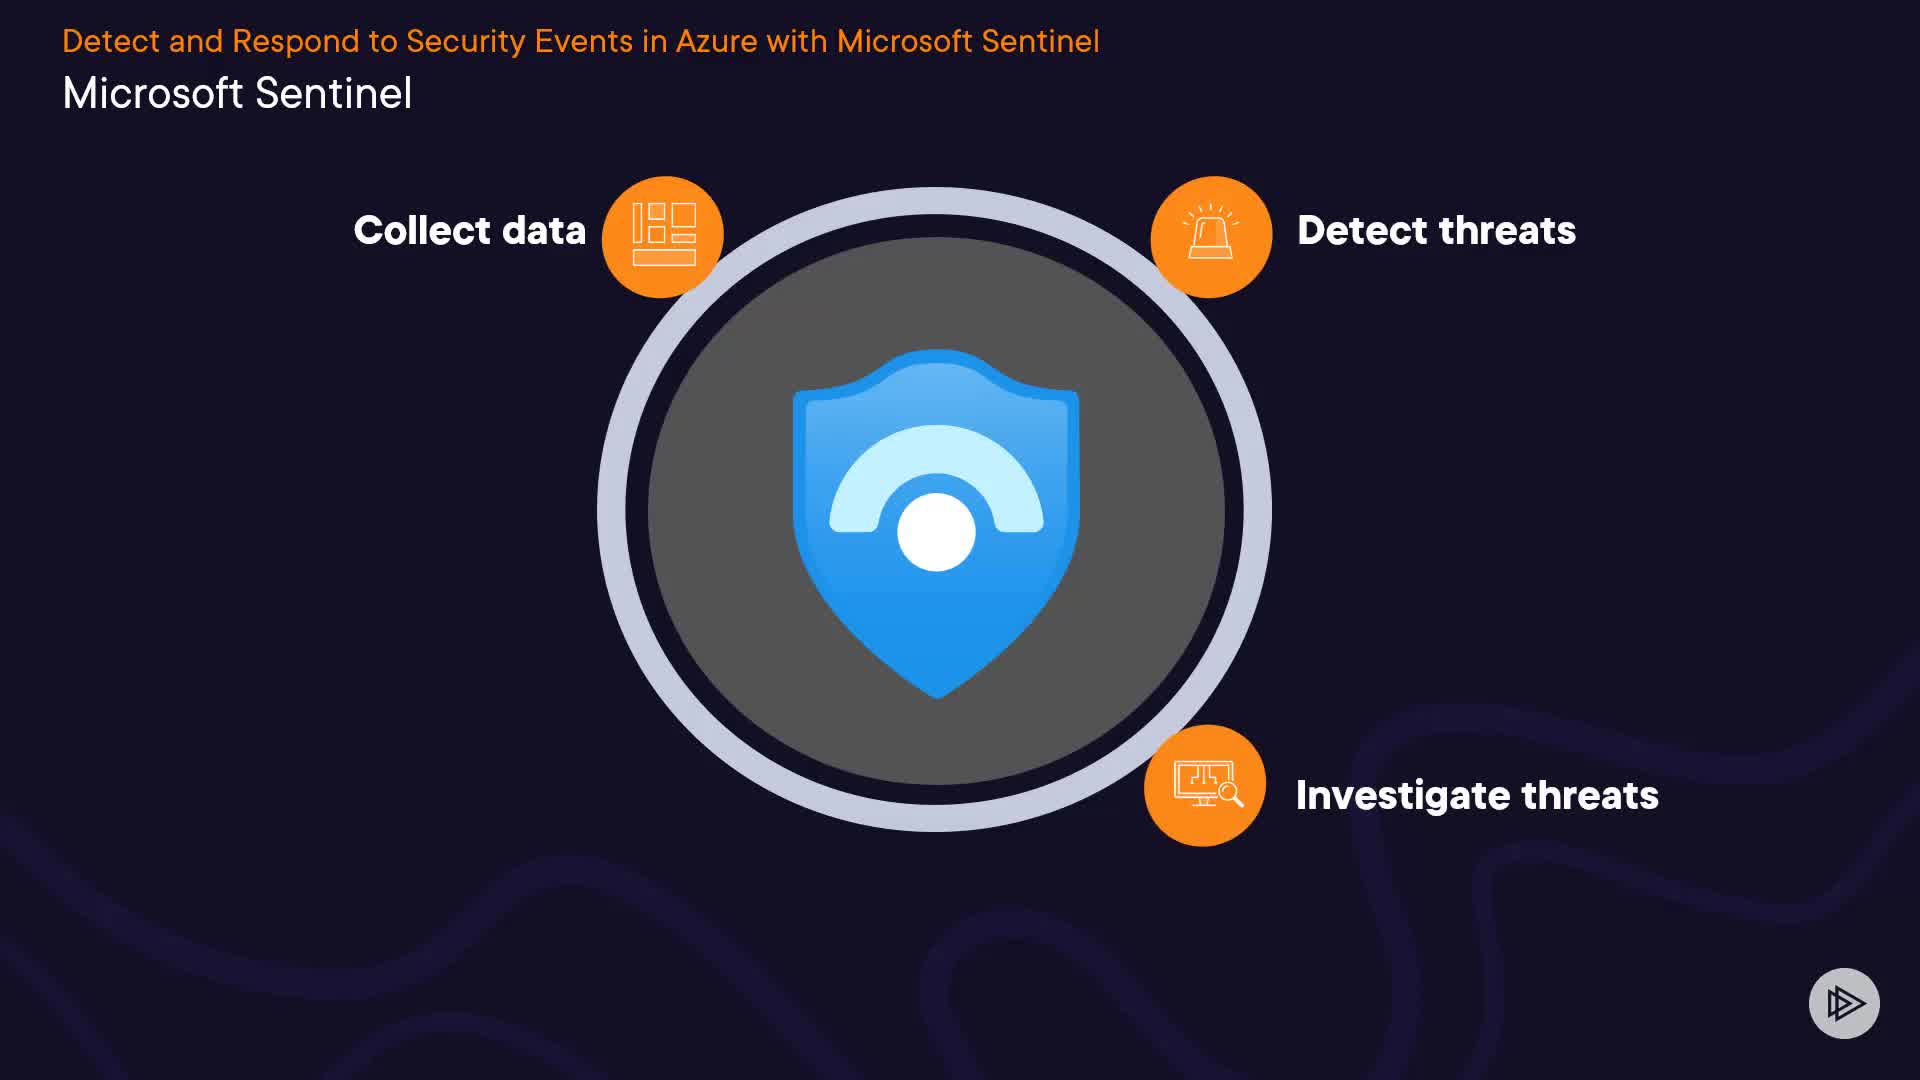 Detect and Respond to Security Events in Azure with Microsoft Sentinel
Microsoft Sentinel
Collect data
Detect threats
Investigate threats